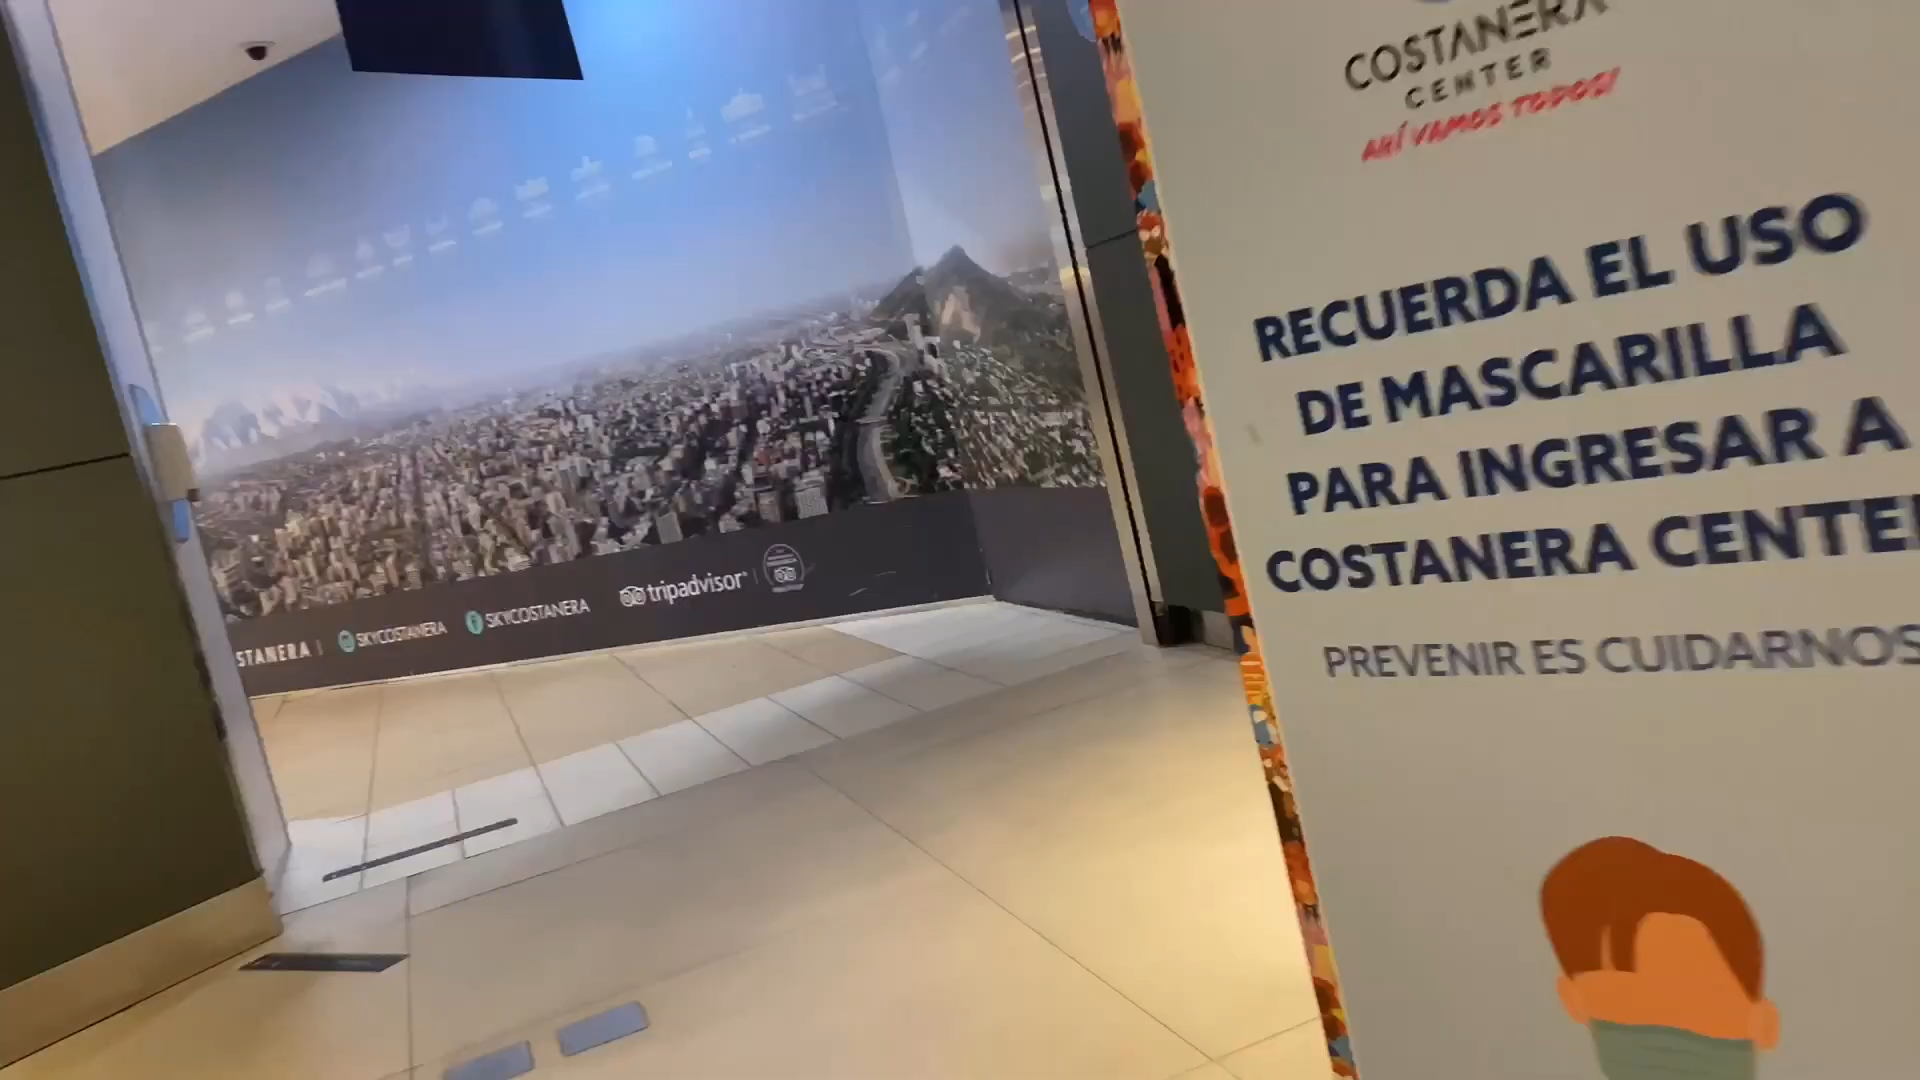 COSTANERA
CENTER
AHÍ VAMOS TODOS!
RECUERDA EL USO
DE MASCARILLA
PARA INGRESAR A
COSTANERA CENTE
PREVENIR ES CUIDARNOS
STANERA | SKYCOSTANERA SKYCOSTANERA tripadvisor